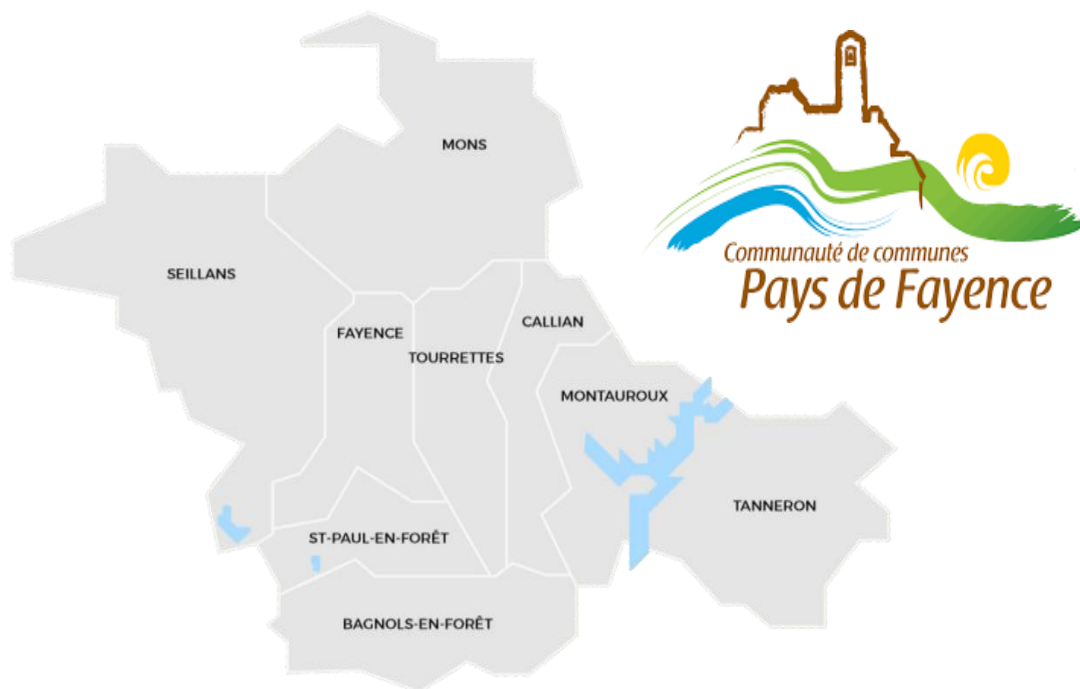 MONS
Communauté de communes
Pays de Fayence
SEILLANS
CALLIAN
FAYENCE
TOURRETTES
MONTAUROUX
TANNERON
ST-PAUL-EN-FORÊT
BAGNOLS-EN-FORÊT